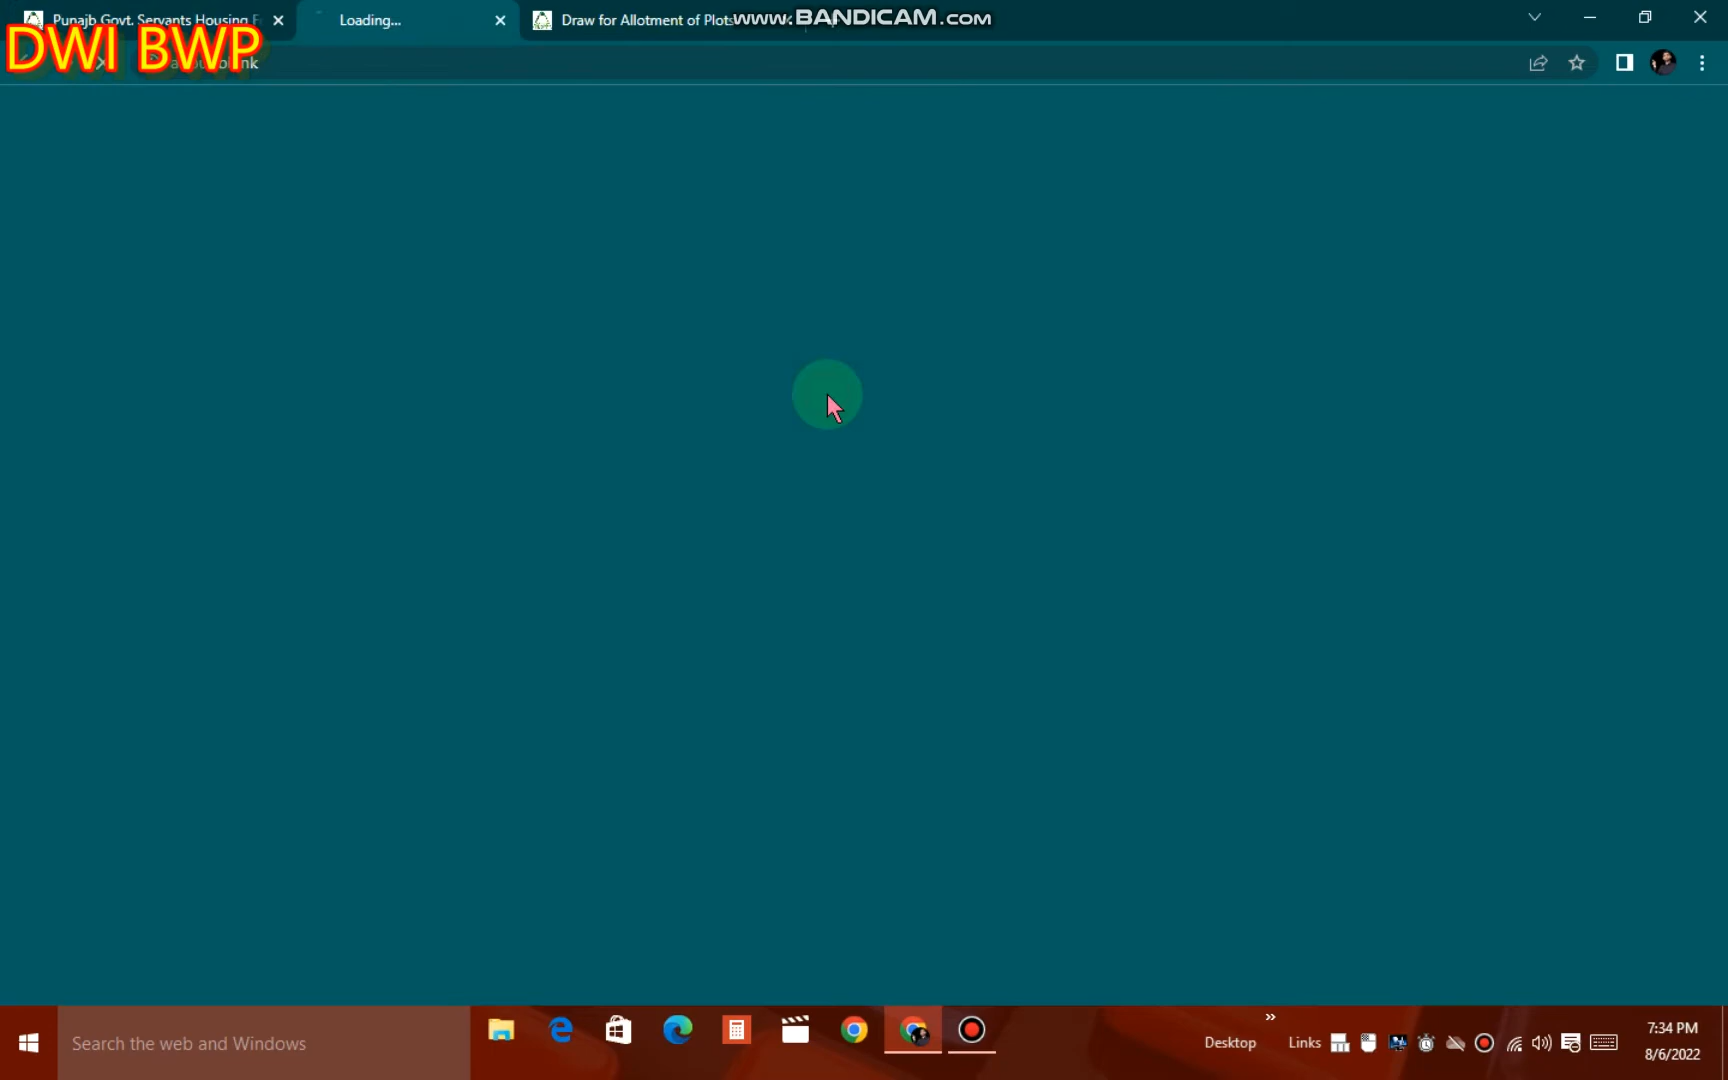 Punajb Govt. Servants Housing F
Loading...
Draw for Allotment of Plots
WWW.BANDICAM.COM
DWI BWP
Search the web and Windows
Desktop
Links
7:34 PM
8/6/2022